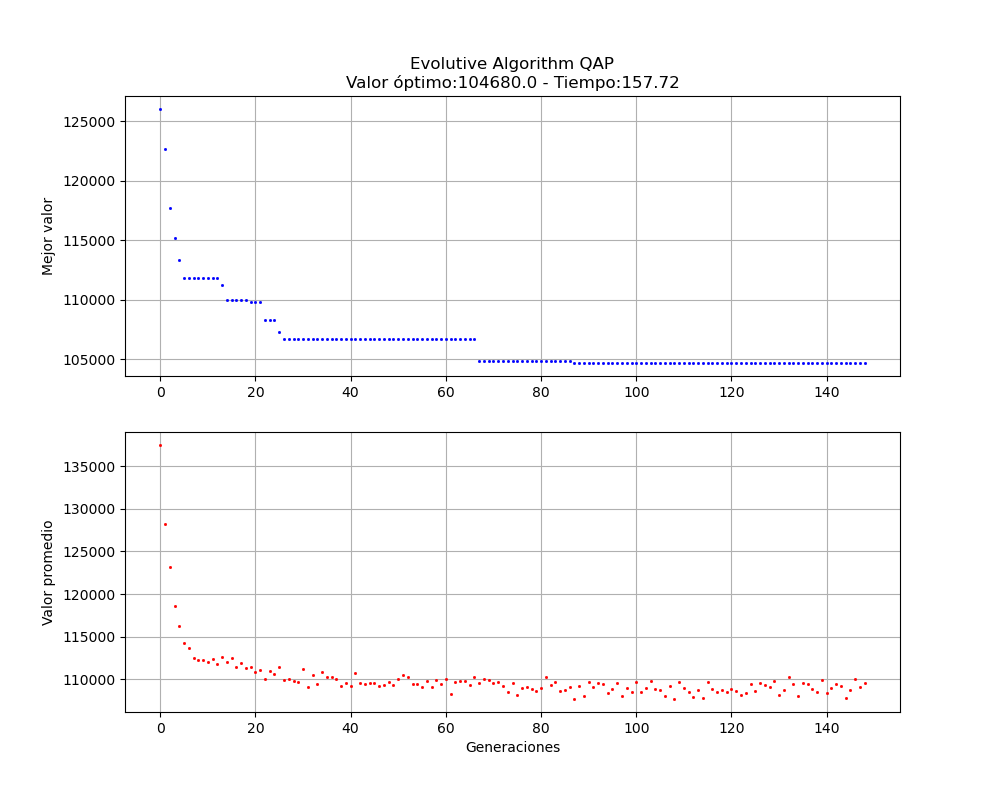 Evolutive Algorithm QAP
Valor óptimo:104680.0 - Tiempo:157.72
Mejor valor
125000
120000
115000
110000
105000
0 20 40 60 80 100 120 140
Valor promedio
135000
130000
125000
120000
115000
110000
0 20 40 60 80 100 120 140
Generaciones